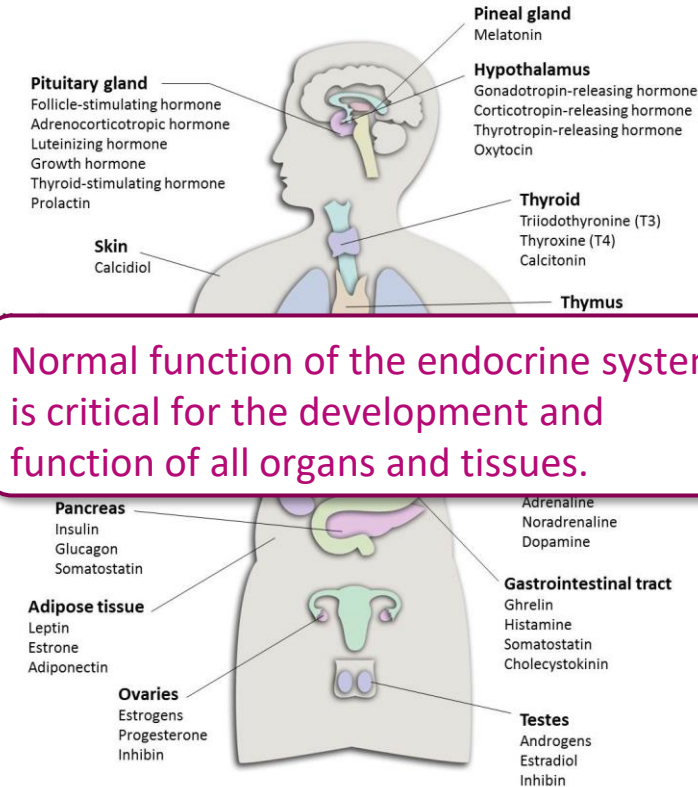 Pineal gland
Melatonin
Pituitary gland
Follicle-stimulating hormone
Adrenocorticotropic hormone
Luteinizing hormone
Growth hormone
Thyroid-stimulating hormone
Prolactin
Hypothalamus
Gonadotropin-releasing hormone
Corticotropin-releasing hormone
Thyrotropin-releasing hormone
Oxytocin
Thyroid
Triiodothyronine (T3)
Thyroxine (T4)
Calcitonin
Skin
Calcidiol
Thymus
Normal function of the endocrine
is critical for the development and
function of all organs and tissues.
Pancreas
Insulin
Glucagon
Somatostatin
Adrenaline
Noradrenaline
Dopamine
Adipose tissue
Leptin
Estrone
Adiponectin
Gastrointestinal tract
Ghrelin
Histamine
Somatostatin
Cholecystokinin
Ovaries
Estrogens
Progesterone
Inhibin
Testes
Androgens
Estradiol
Inhibin